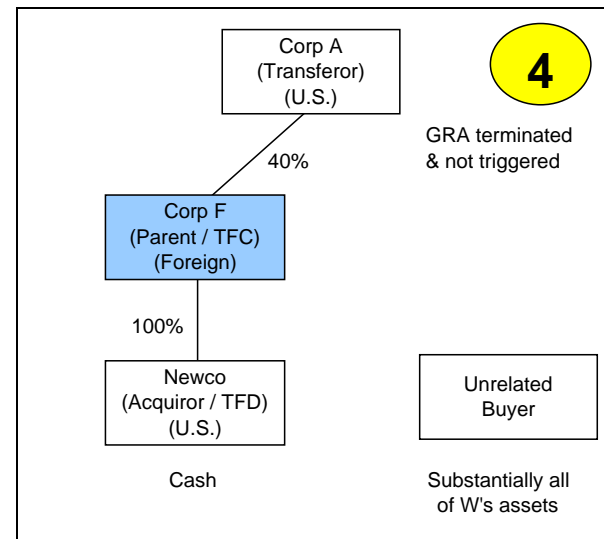 Corp A
(Transferor)
(U.S.)
4
GRA terminated
& not triggered
40%
Corp F
(Parent / TFC)
(Foreign)
100%
Newco
(Acquiror / TFD)
(U.S.)
Unrelated
Buyer
Cash
Substantially all
of W's assets